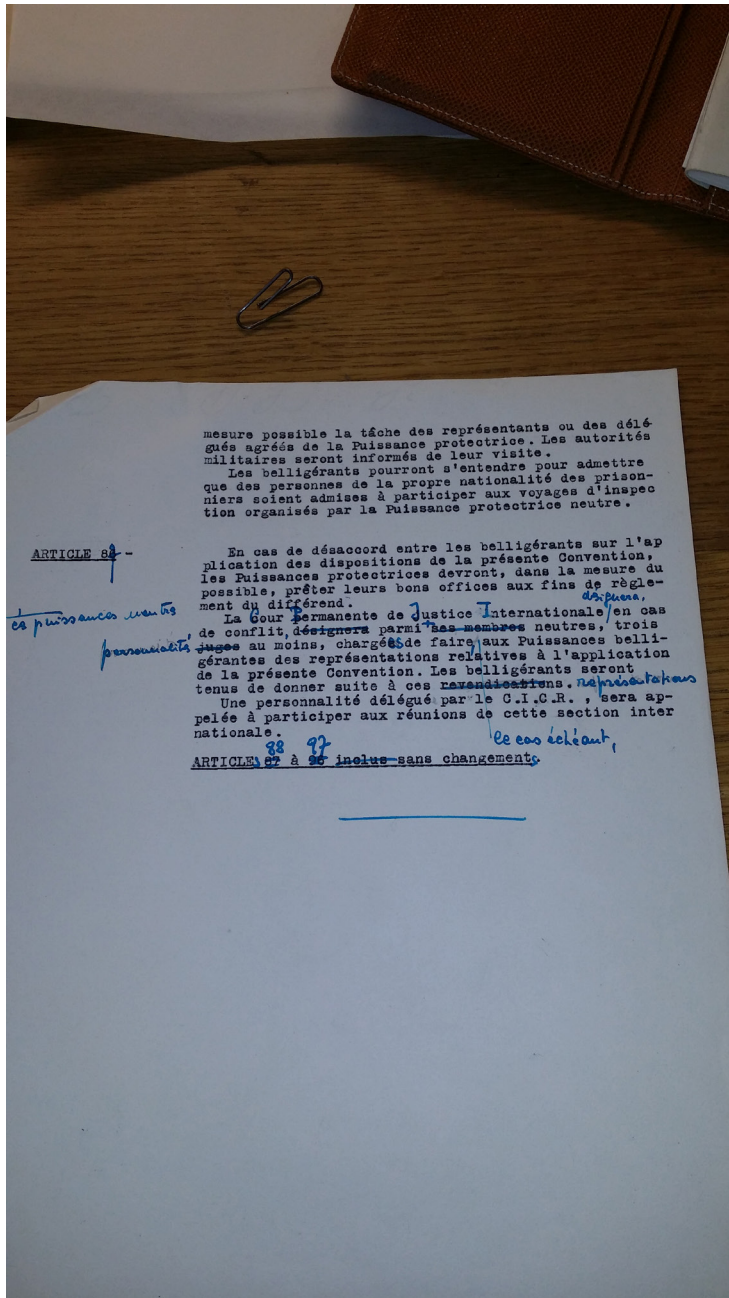 mesure possible la tâche des représentants ou des délé-
gués agréés de la Puissance protectrice. Les autorités
militaires seront informés de leur visite.
Les belligérants pourront s'entendre pour admettre
que des personnes de la propre nationalité des prison-
niers soient admises à participer aux voyages d'inspec
tion organisés par la Puissance protectrice neutre.
ARTICLE 8 -
En cas de désaccord entre les belligérants sur l'ap
plication des dispositions de la présente Convention,
les Puissances protectrices devront, dans la mesure du
possible, prêter leurs bons offices aux fins de règle-
ment du différend.
désignera,
La Cour Permanente de Justice Internationale, en cas
es puissances neutres
de conflit, désignera parmi ses membres neutres, trois
personnalités
juges au moins, chargées de faire, aux Puissances belli-
gérantes des représentations relatives à l'application
de la présente Convention. Les belligérants seront
tenus de donner suite à ces revendications. représentations
Une personnalité délégué par le C.I.C.R. , sera ap-
pelée à participer aux réunions de cette section inter
nationale.
le cas échéant,
88 97
ARTICLES 87 à 96 inclus sans changements